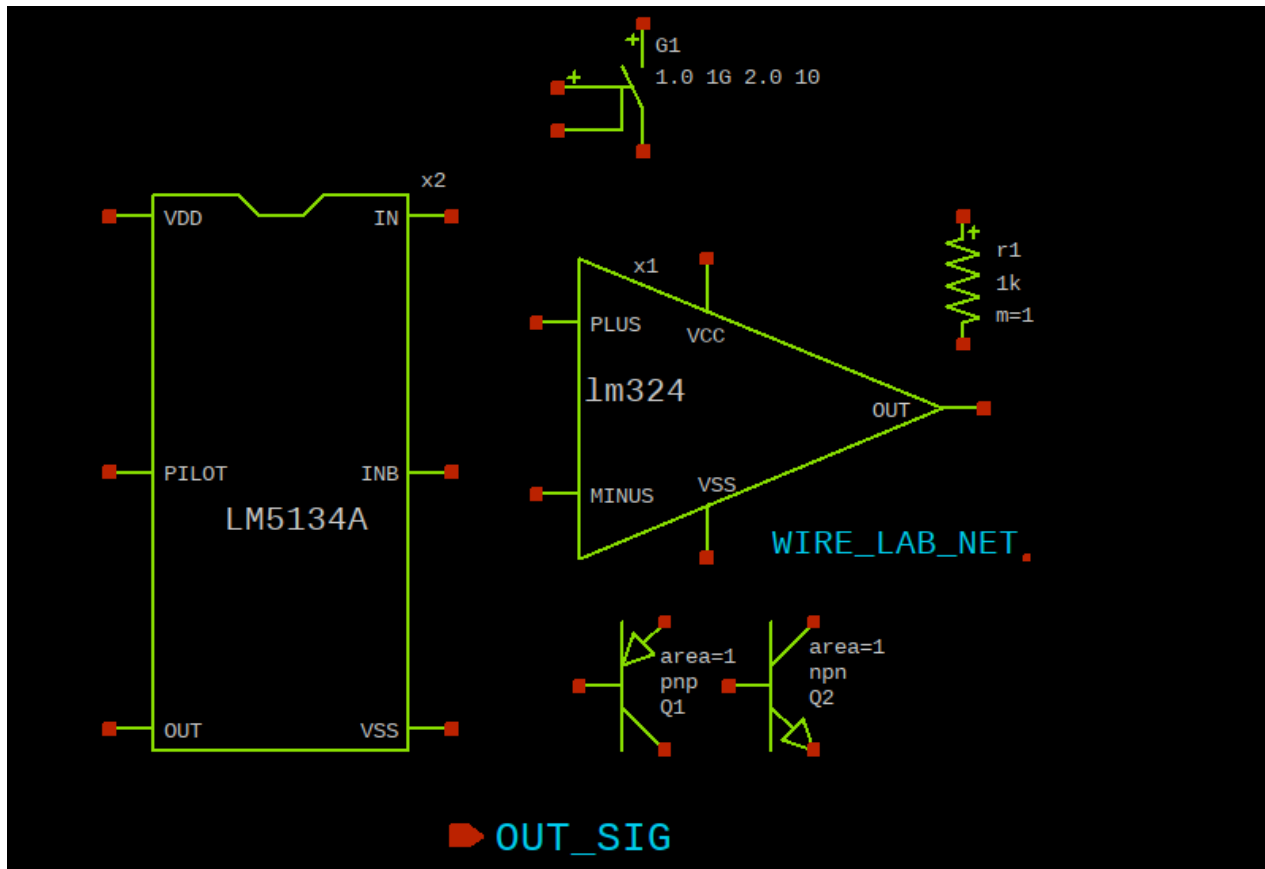 + G1
+ 1.0 1G 2.0 10
x2
VDD IN
+ r1
x1
1k
PLUS
m=1
VCC
lm324
OUT
PILOT INB
VSS
MINUS
LM5134A
WIRE_LAB_NET
area=1
pnp
Q1
area=1
npn
Q2
OUT VSS
OUT_SIG